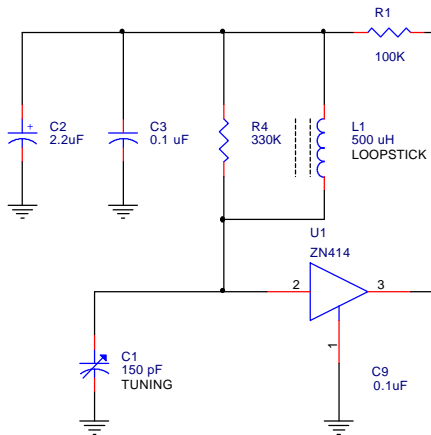 R1
100K
+
C2
2.2uF
C3
0.1 uF
R4
330K
L1
500 uH
LOOPSTICK
U1
ZN414
2
3
1
C1
150 pF
TUNING
C9
0.1uF